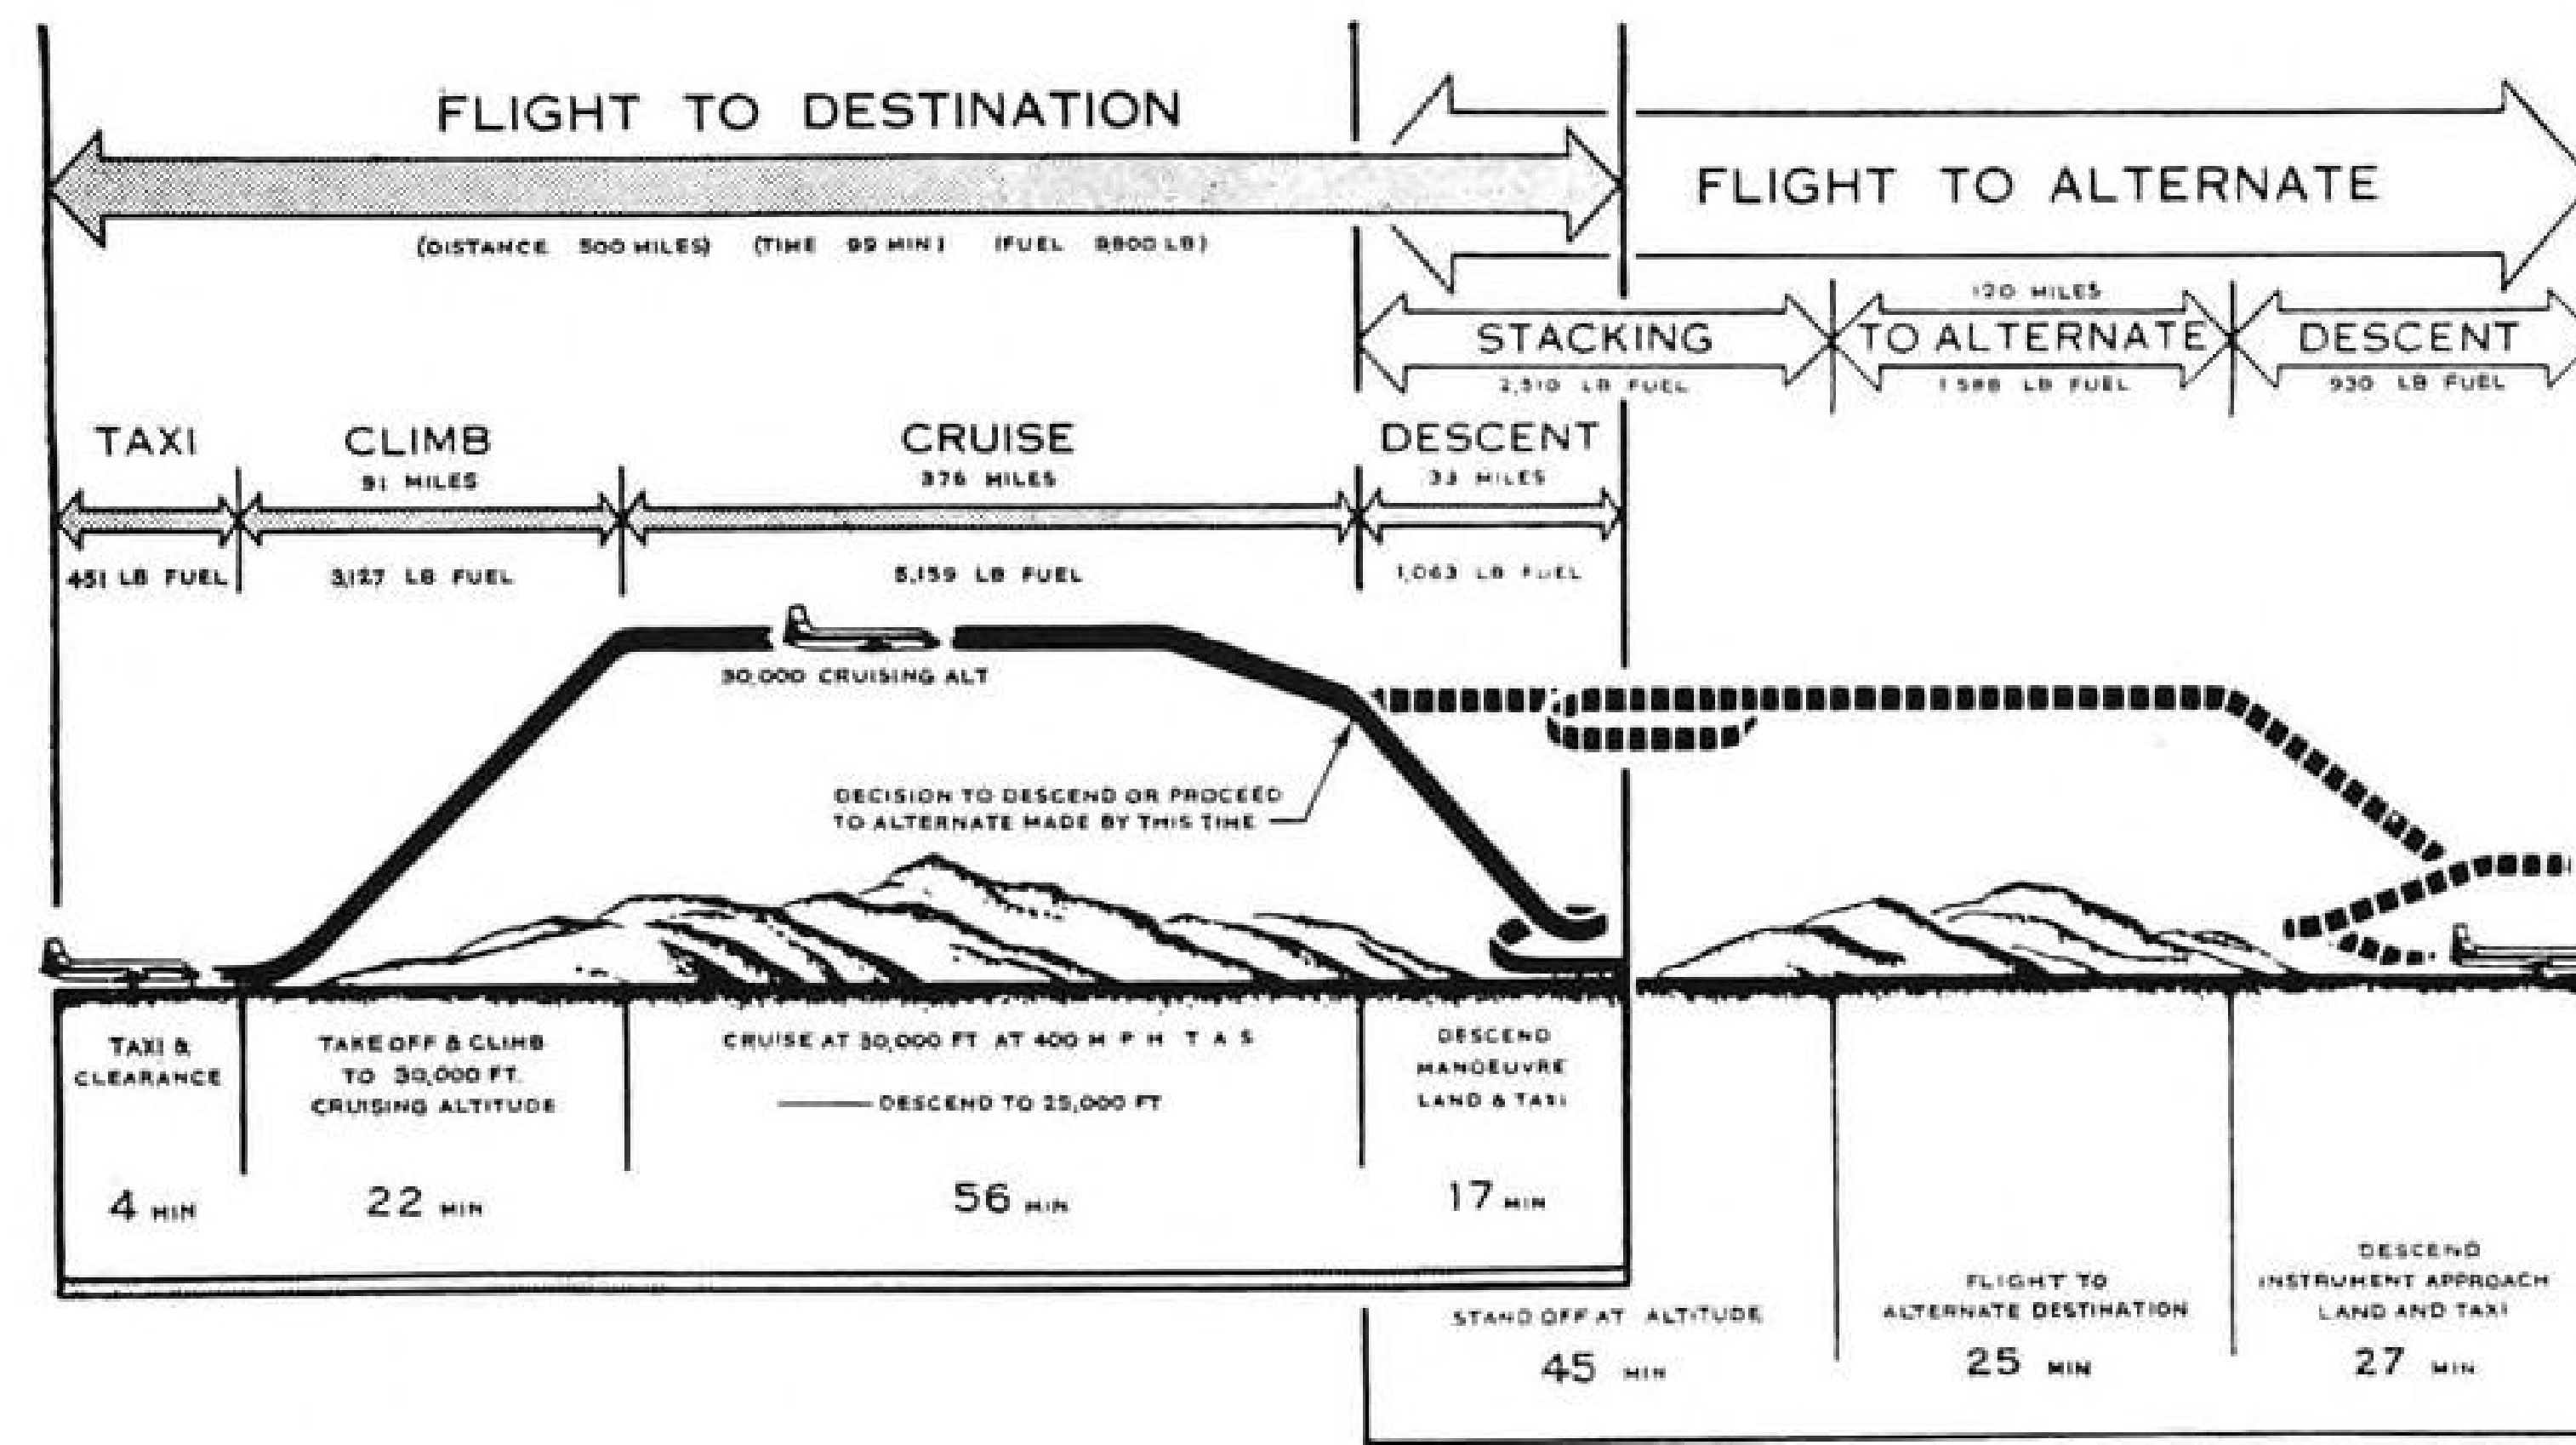 FLIGHT TO DESTINATION
(DISTANCE 500 MILES) (TIME 99 MIN) (FUEL 9800 LB)
FLIGHT TO ALTERNATE
120 MILES
STACKING
TO ALTERNATE
DESCENT
2,510 LB FUEL
1588 LB FUEL
930 LB FUEL
TAXI
CLIMB
CRUISE
DESCENT
91 MILES
376 MILES
33 MILES
451 LB FUEL
3,127 LB FUEL
5,159 LB FUEL
1,063 LB FUEL
30,000 CRUISING ALT
DECISION TO DESCEND OR PROCEED
TO ALTERNATE MADE BY THIS TIME
TAXI &
CLEARANCE
4 MIN
TAKE OFF & CLIMB
TO 30,000 FT.
CRUISING ALTITUDE
22 MIN
CRUISE AT 30,000 FT AT 400 M P H T A S
DESCEND TO 25,000 FT
56 MIN
DESCEND
MANOEUVRE
LAND & TAXI
17 MIN
STAND OFF AT ALTITUDE
45 MIN
FLIGHT TO
ALTERNATE DESTINATION
25 MIN
DESCEND
INSTRUMENT APPROACH
LAND AND TAXI
27 MIN